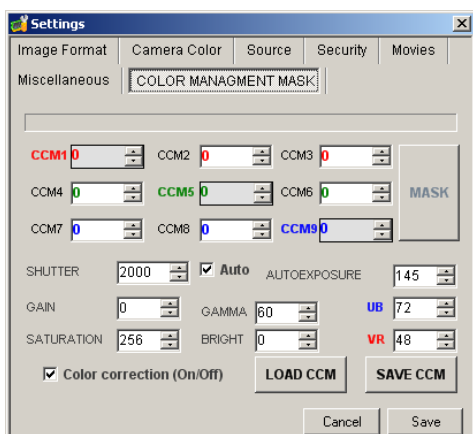 Settings
Image Format Camera Color Source Security Movies
Miscellaneous COLOR MANAGMENT MASK
CCM1 0 CCM2 0 CCM3 0
CCM4 0 CCM5 0 CCM6 0 MASK
CCM7 0 CCM8 0 CCM9 0
SHUTTER 2000 Auto AUTOEXPOSURE 145
GAIN 0 GAMMA 60 UB 72
SATURATION 256 BRIGHT 0 VR 48
Color correction (On/Off) LOAD CCM SAVE CCM
Cancel Save